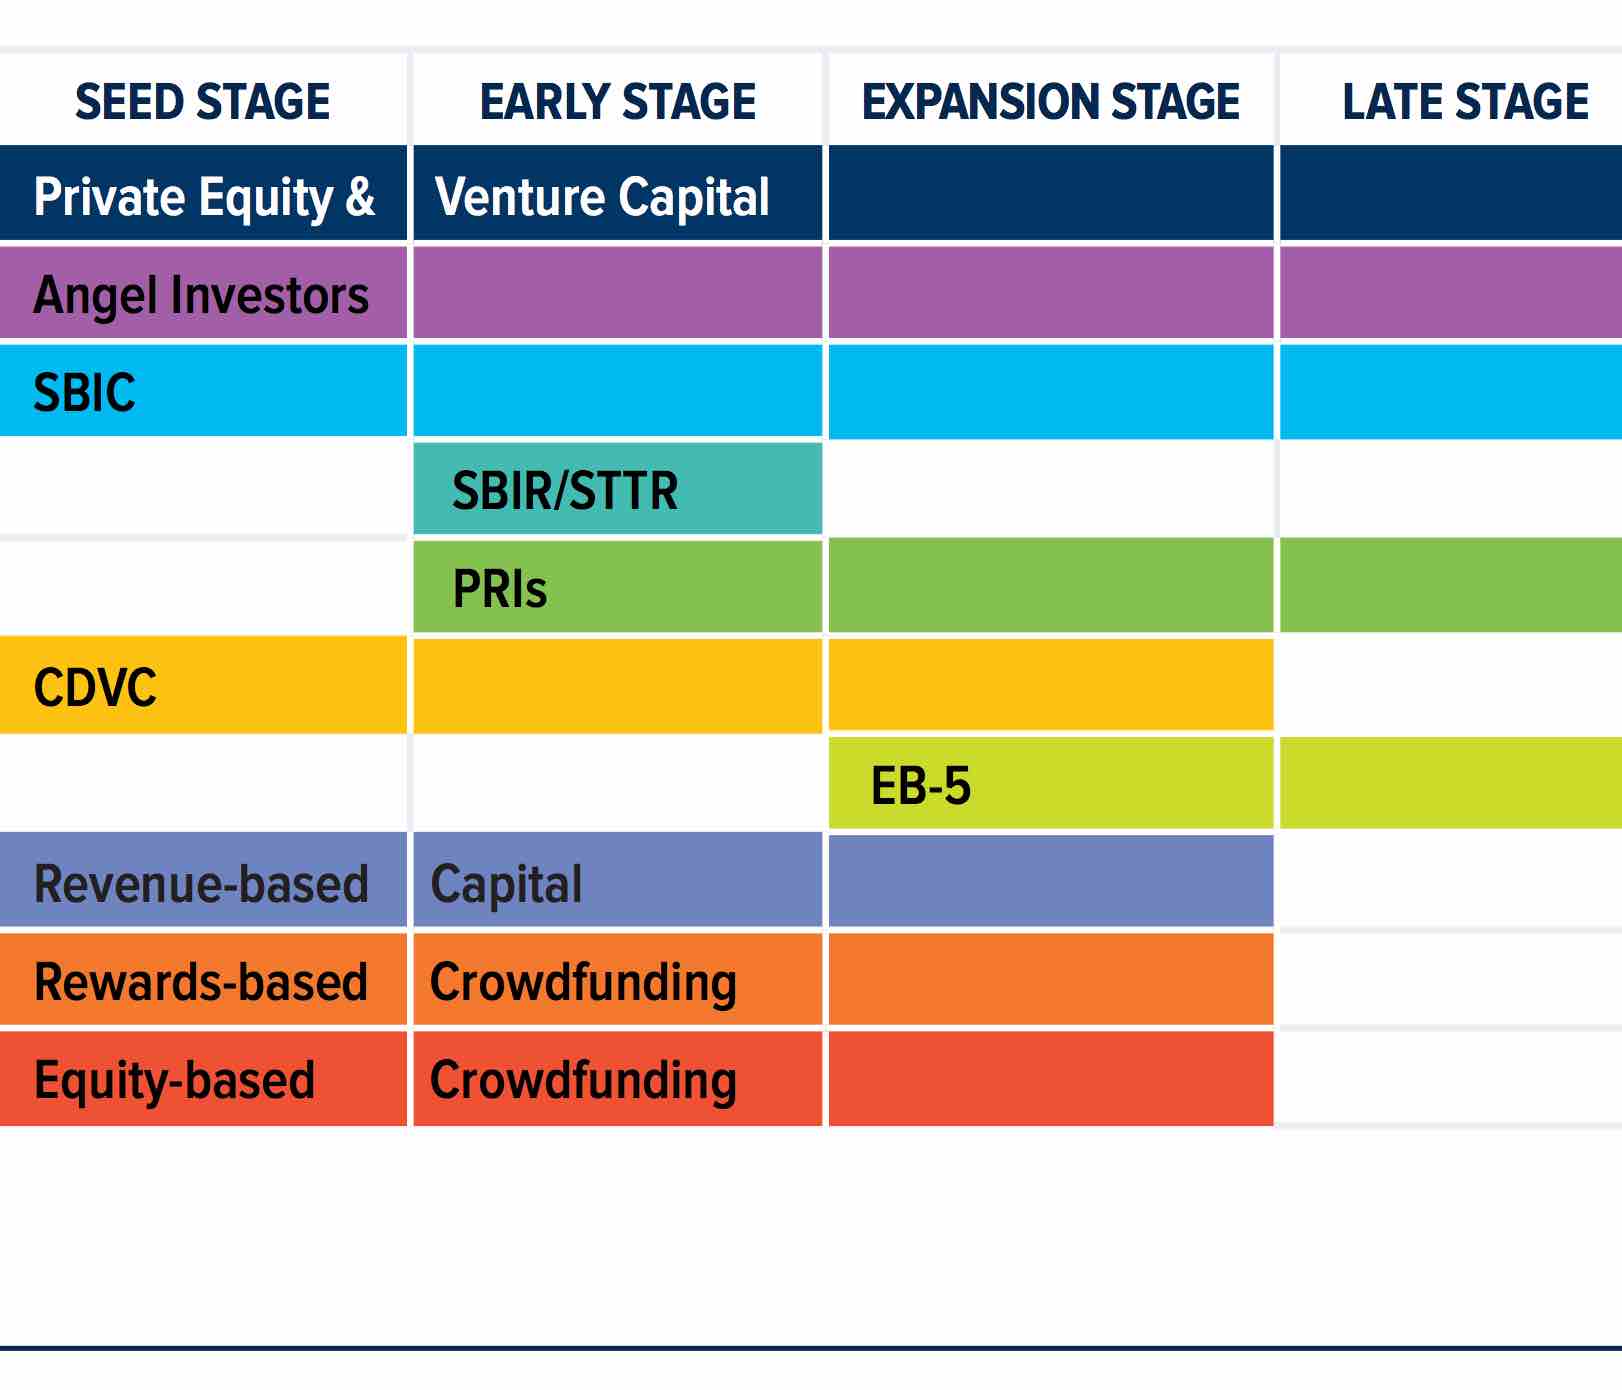 SEED STAGE EARLY STAGE EXPANSION STAGE LATE STAGE
Private Equity & Venture Capital
Angel Investors
SBIC
SBIR/STTR
PRIs
CDVC
EB-5
Revenue-based Capital
Rewards-based Crowdfunding
Equity-based Crowdfunding